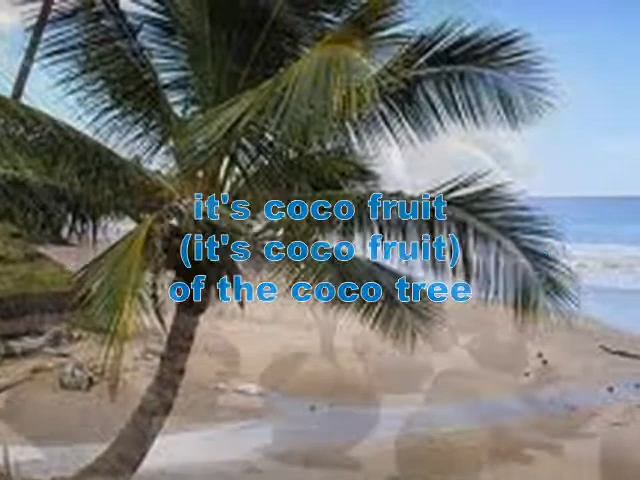 it's coco fruit
(it's coco fruit)
of the coco tree